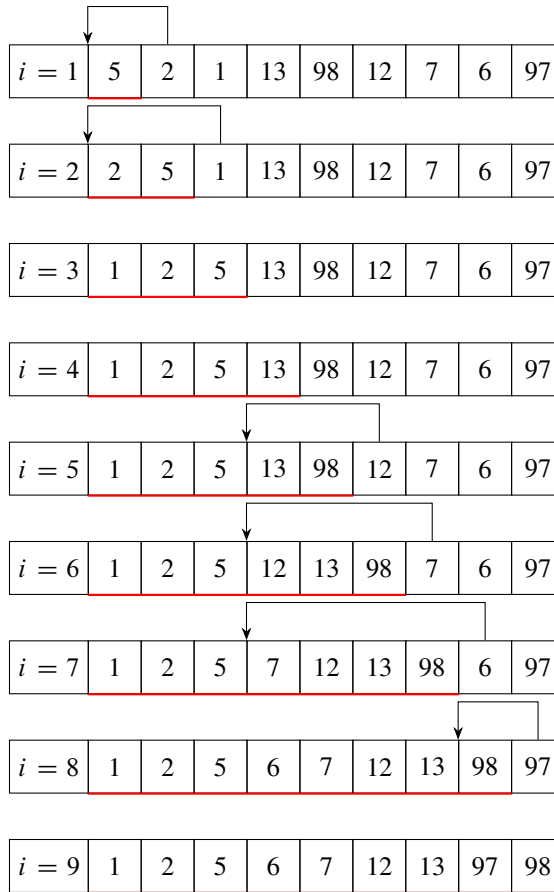 i = 1 5 2 1 13 98 12 7 6 97
i = 2 2 5 1 13 98 12 7 6 97
i = 3 1 2 5 13 98 12 7 6 97
i = 4 1 2 5 13 98 12 7 6 97
i = 5 1 2 5 13 98 12 7 6 97
i = 6 1 2 5 12 13 98 7 6 97
i = 7 1 2 5 7 12 13 98 6 97
i = 8 1 2 5 6 7 12 13 98 97
i = 9 1 2 5 6 7 12 13 97 98